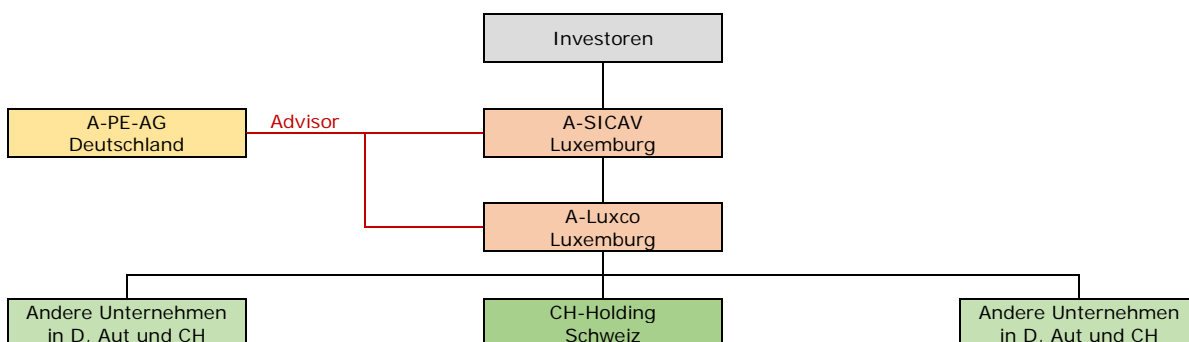 Investoren
A-PE-AG
Deutschland
Advisor
A-SICAV
Luxemburg
A-Luxco
Luxemburg
Andere Unternehmen
in D, Aut und CH
CH-Holding
Schweiz
Andere Unternehmen
in D, Aut und CH